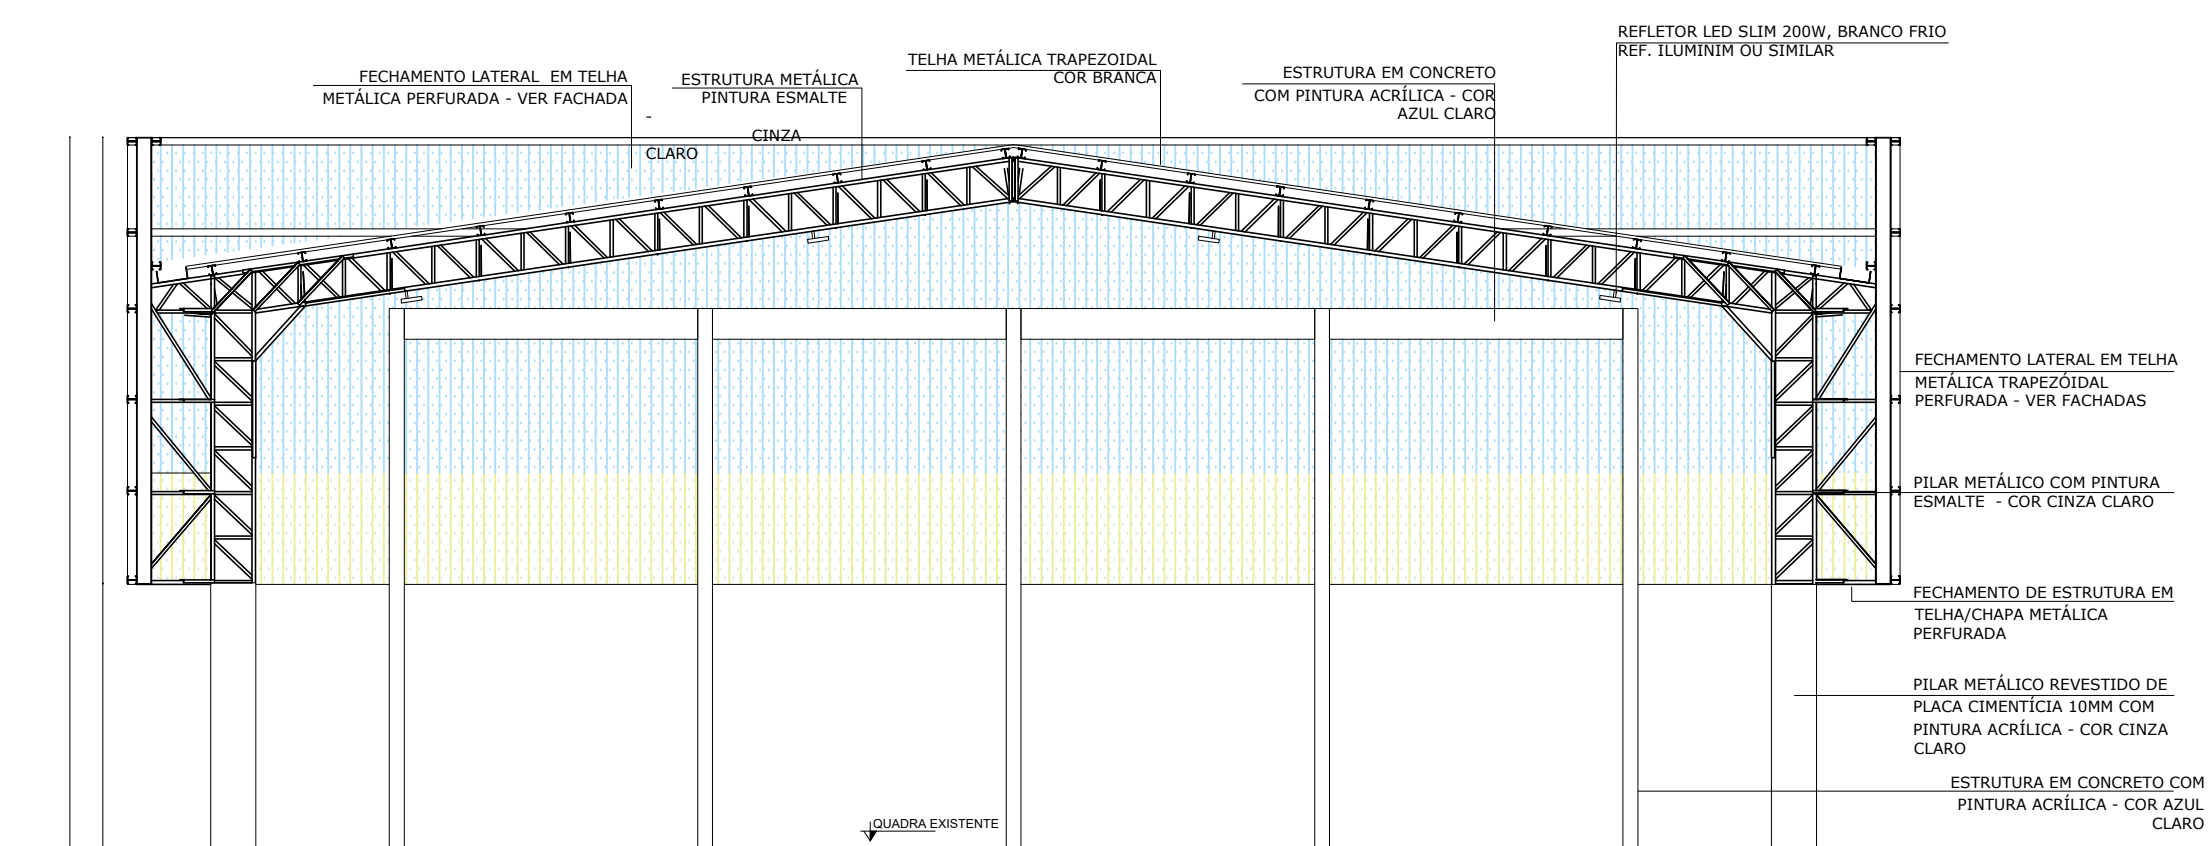 REFLETOR LED SLIM 200W, BRANCO FRIO
REF. ILUMINIM OU SIMILAR
TELHA METÁLICA TRAPEZOIDAL
COR BRANCA
FECHAMENTO LATERAL  EM TELHA
METÁLICA PERFURADA - VER FACHADA
ESTRUTURA METÁLICA
PINTURA ESMALTE
-
CINZA
CLARO
ESTRUTURA EM CONCRETO
COM PINTURA ACRÍLICA - COR
AZUL CLARO
FECHAMENTO LATERAL EM TELHA
METÁLICA TRAPEZÓIDAL
PERFURADA - VER FACHADAS
PILAR METÁLICO COM PINTURA
ESMALTE  - COR CINZA CLARO
FECHAMENTO DE ESTRUTURA EM
TELHA/CHAPA METÁLICA
PERFURADA
PILAR METÁLICO REVESTIDO DE
PLACA CIMENTÍCIA 10MM COM
PINTURA ACRÍLICA - COR CINZA
CLARO
ESTRUTURA EM CONCRETO COM
PINTURA ACRÍLICA - COR AZUL
CLARO
QUADRA EXISTENTE